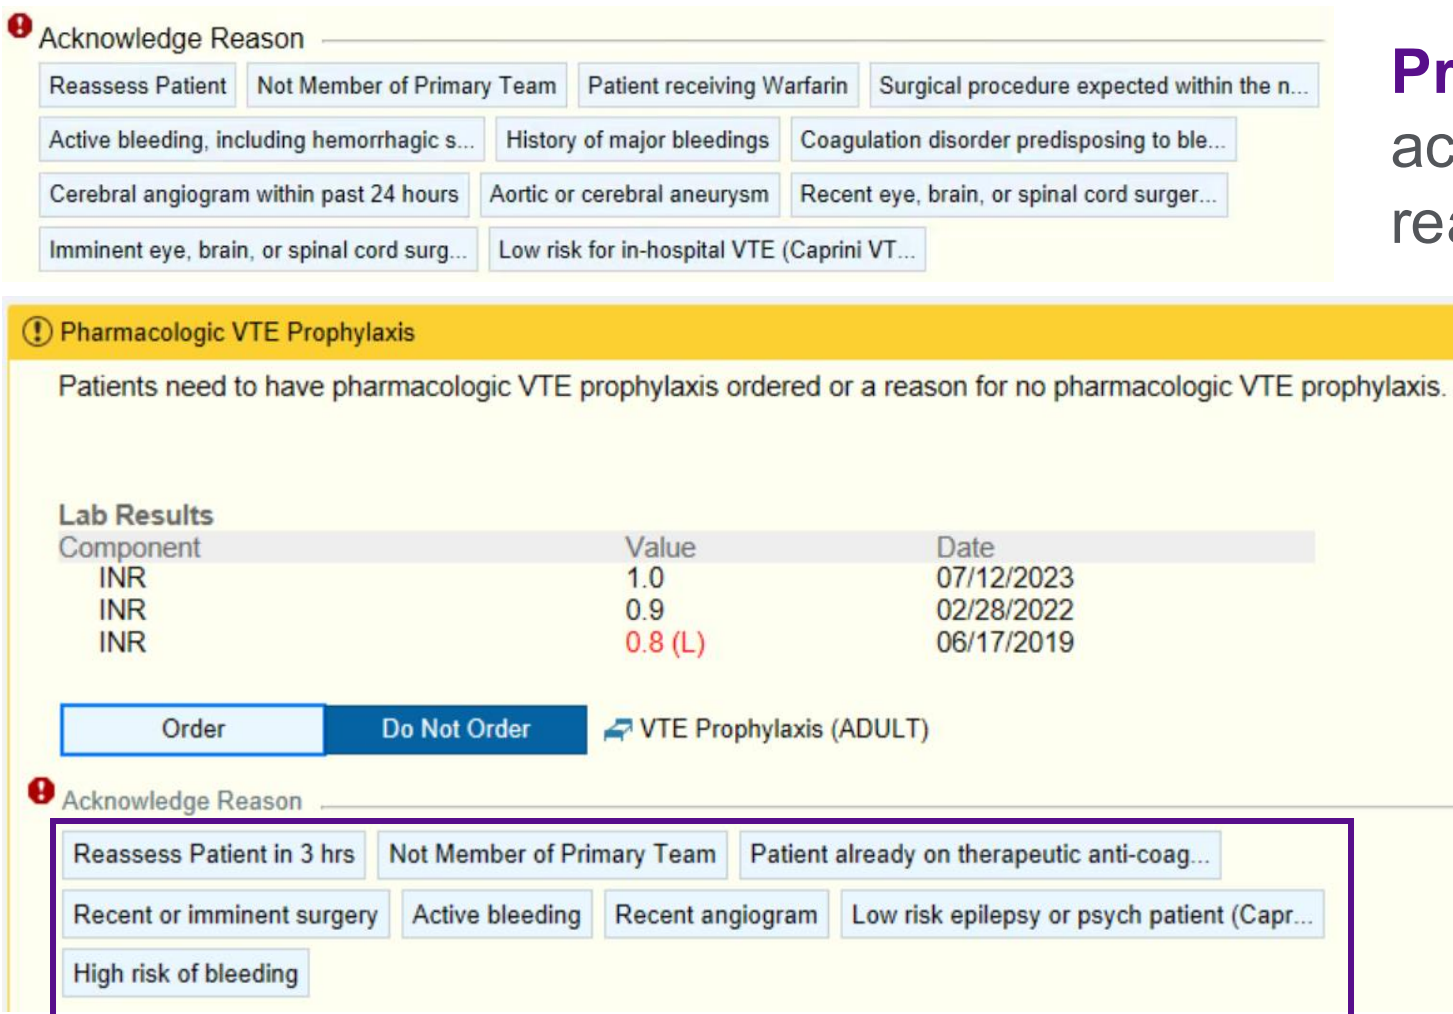 Acknowledge Reason
Reassess Patient Not Member of Primary Team Patient receiving Warfarin Surgical procedure expected within the n...
Active bleeding, including hemorrhagic s... History of major bleedings Coagulation disorder predisposing to ble...
Cerebral angiogram within past 24 hours Aortic or cerebral aneurysm Recent eye, brain, or spinal cord surger...
Imminent eye, brain, or spinal cord surg... Low risk for in-hospital VTE (Caprini VT...
Pr
ac
rea
Pharmacologic VTE Prophylaxis
Patients need to have pharmacologic VTE prophylaxis ordered or a reason for no pharmacologic VTE prophylaxis.
Lab Results
Component Value Date
INR 1.0 07/12/2023
INR 0.9 02/28/2022
INR 0.8 (L) 06/17/2019
Order Do Not Order VTE Prophylaxis (ADULT)
Acknowledge Reason
Reassess Patient in 3 hrs Not Member of Primary Team Patient already on therapeutic anti-coag...
Recent or imminent surgery Active bleeding Recent angiogram Low risk epilepsy or psych patient (Capr...
High risk of bleeding